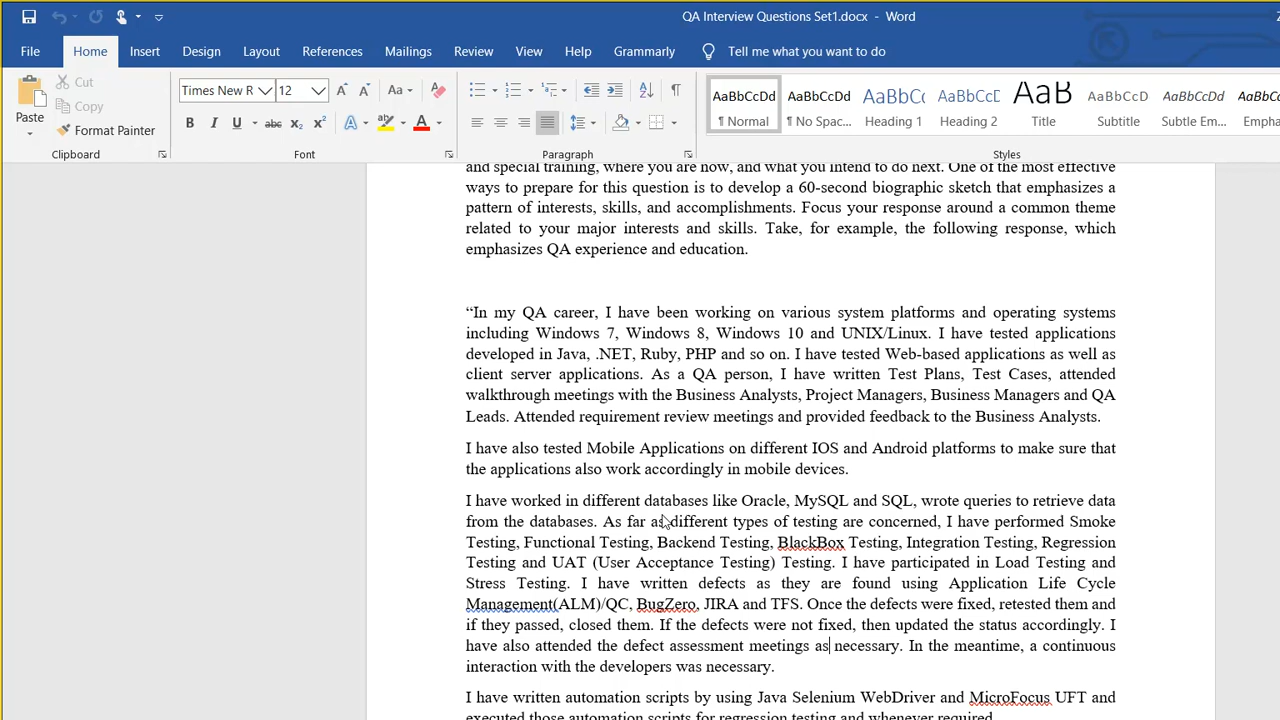 QA Interview Questions Set1.docx - Word
File Home Insert Design Layout References Mailings Review View Help Grammarly Tell me what you want to do
Paste
Cut
Copy
Format Painter
Clipboard
Times New R 12
Font
Paragraph
AaBbCcDd AaBbCcDd AaBbCc AaBbCcD AaB AaBbCcD AaBbCcDd AaBbCcDd
¶ Normal ¶ No Spac... Heading 1 Heading 2 Title Subtitle Subtle Em... Empha
Styles
and special training, where you are now, and what you intend to do next. One of the most effective
ways to prepare for this question is to develop a 60-second biographic sketch that emphasizes a
pattern of interests, skills, and accomplishments. Focus your response around a common theme
related to your major interests and skills. Take, for example, the following response, which
emphasizes QA experience and education.
“In my QA career, I have been working on various system platforms and operating systems
including Windows 7, Windows 8, Windows 10 and UNIX/Linux. I have tested applications
developed in Java, .NET, Ruby, PHP and so on. I have tested Web-based applications as well as
client server applications. As a QA person, I have written Test Plans, Test Cases, attended
walkthrough meetings with the Business Analysts, Project Managers, Business Managers and QA
Leads. Attended requirement review meetings and provided feedback to the Business Analysts.
I have also tested Mobile Applications on different IOS and Android platforms to make sure that
the applications also work accordingly in mobile devices.
I have worked in different databases like Oracle, MySQL and SQL, wrote queries to retrieve data
from the databases. As far as different types of testing are concerned, I have performed Smoke
Testing, Functional Testing, Backend Testing, BlackBox Testing, Integration Testing, Regression
Testing and UAT (User Acceptance Testing) Testing. I have participated in Load Testing and
Stress Testing. I have written defects as they are found using Application Life Cycle
Management(ALM)/QC, BugZero, JIRA and TFS. Once the defects were fixed, retested them and
if they passed, closed them. If the defects were not fixed, then updated the status accordingly. I
have also attended the defect assessment meetings as necessary. In the meantime, a continuous
interaction with the developers was necessary.
I have written automation scripts by using Java Selenium WebDriver and MicroFocus UFT and
executed those automation scripts for regression testing and whenever required.